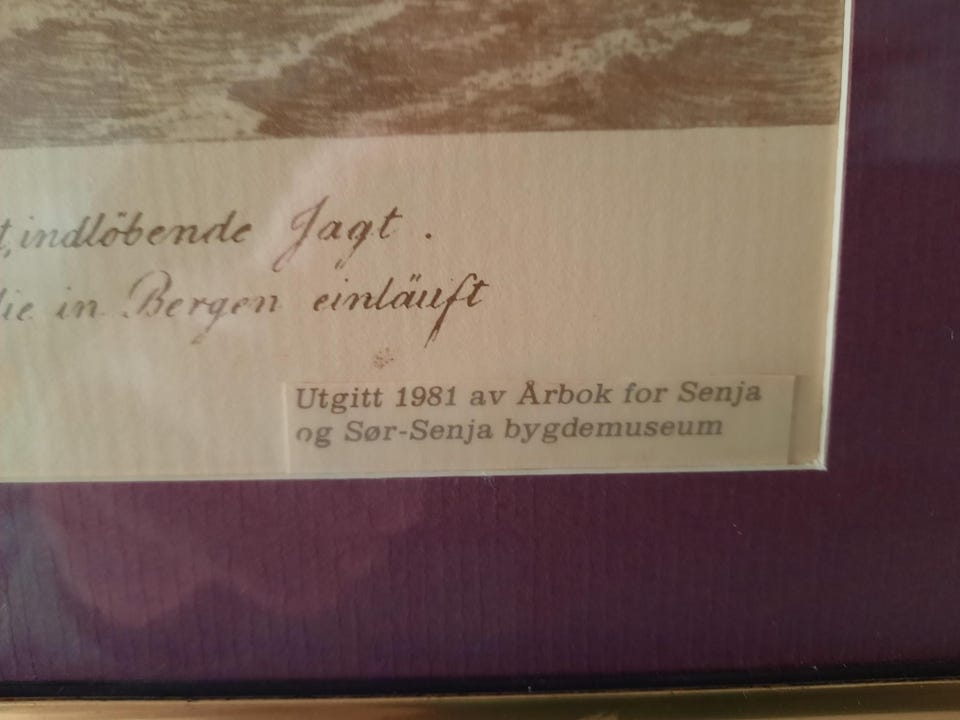 indlöbende Jagt.
in Bergen einläuft
Utgitt 1981 av Årbok for Senja
og Sør-Senja bygdemuseum